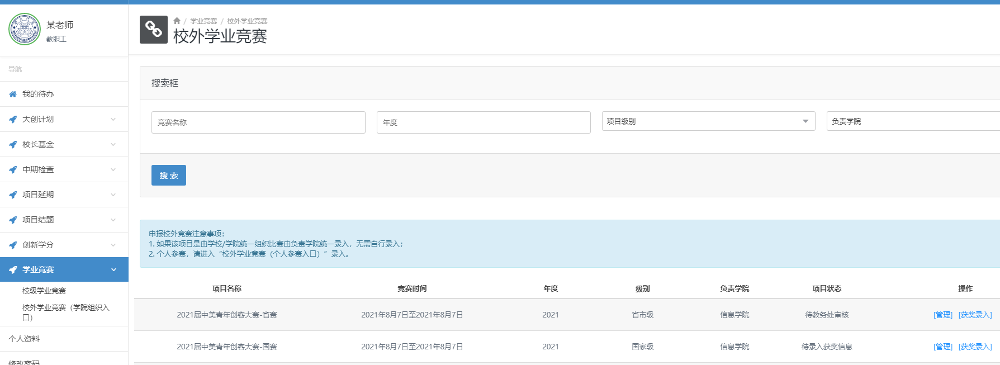 某老师
教职工
导航
我的待办
大创计划
校长基金
中期检查
项目延期
项目结题
创新学分
学业竞赛
校级学业竞赛
校外学业竞赛（学院组织入
口）
个人资料
修改密码
/ 学业竞赛 / 校外学业竞赛
校外学业竞赛
搜索框
竞赛名称 年度 项目级别 负责学院
搜 索
申报校外竞赛注意事项：
1. 如果该项目是由学校/学院统一组织比赛由负责学院统一录入，无需自行录入；
2. 个人参赛，请进入“校外学业竞赛（个人参赛入口）”录入。
项目名称 竞赛时间 年度 级别 负责学院 项目状态 操作
2021届中美青年创客大赛-省赛 2021年8月7日至2021年8月7日 2021 省市级 信息学院 待教务处审核 [管理] [获奖录入]
2021届中美青年创客大赛-国赛 2021年8月7日至2021年8月7日 2021 国家级 信息学院 待录入获奖信息 [管理] [获奖录入]